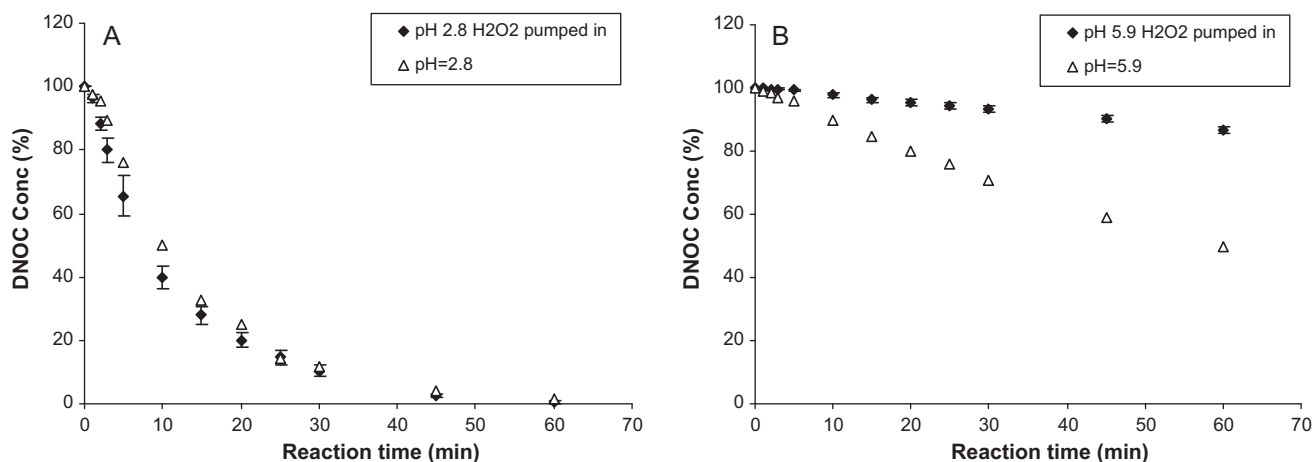 A
pH 2.8 H2O2 pumped in
pH=2.8
120
100
80
60
40
20
0
DNOC Conc (%)
0 10 20 30 40 50 60 70
Reaction time (min)
B
pH 5.9 H2O2 pumped in
pH=5.9
120
100
80
60
40
20
0
DNOC Conc (%)
0 10 20 30 40 50 60 70
Reaction time (min)